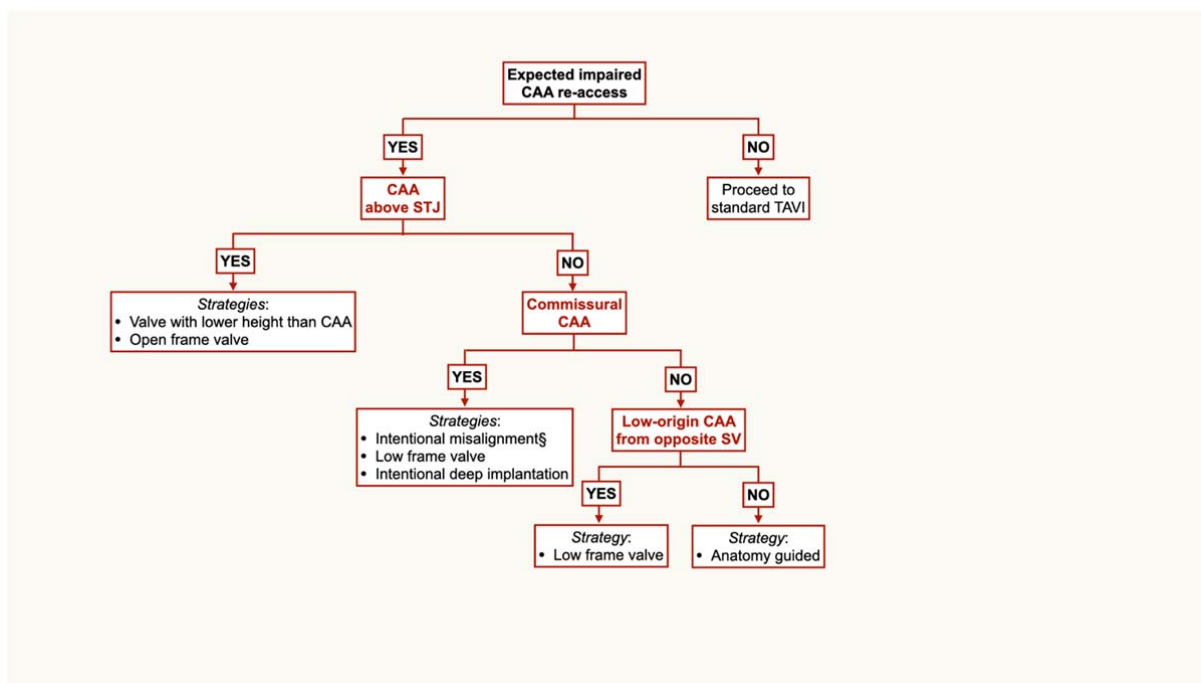 Expected impaired
CAA re-access
YES
NO
CAA
above STJ
Proceed to
standard TAVI
YES
NO
Strategies:
• Valve with lower height than CAA
• Open frame valve
Commissural
CAA
YES
NO
Strategies:
• Intentional misalignment§
• Low frame valve
• Intentional deep implantation
Low-origin CAA
from opposite SV
YES
NO
Strategy:
• Low frame valve
Strategy:
• Anatomy guided